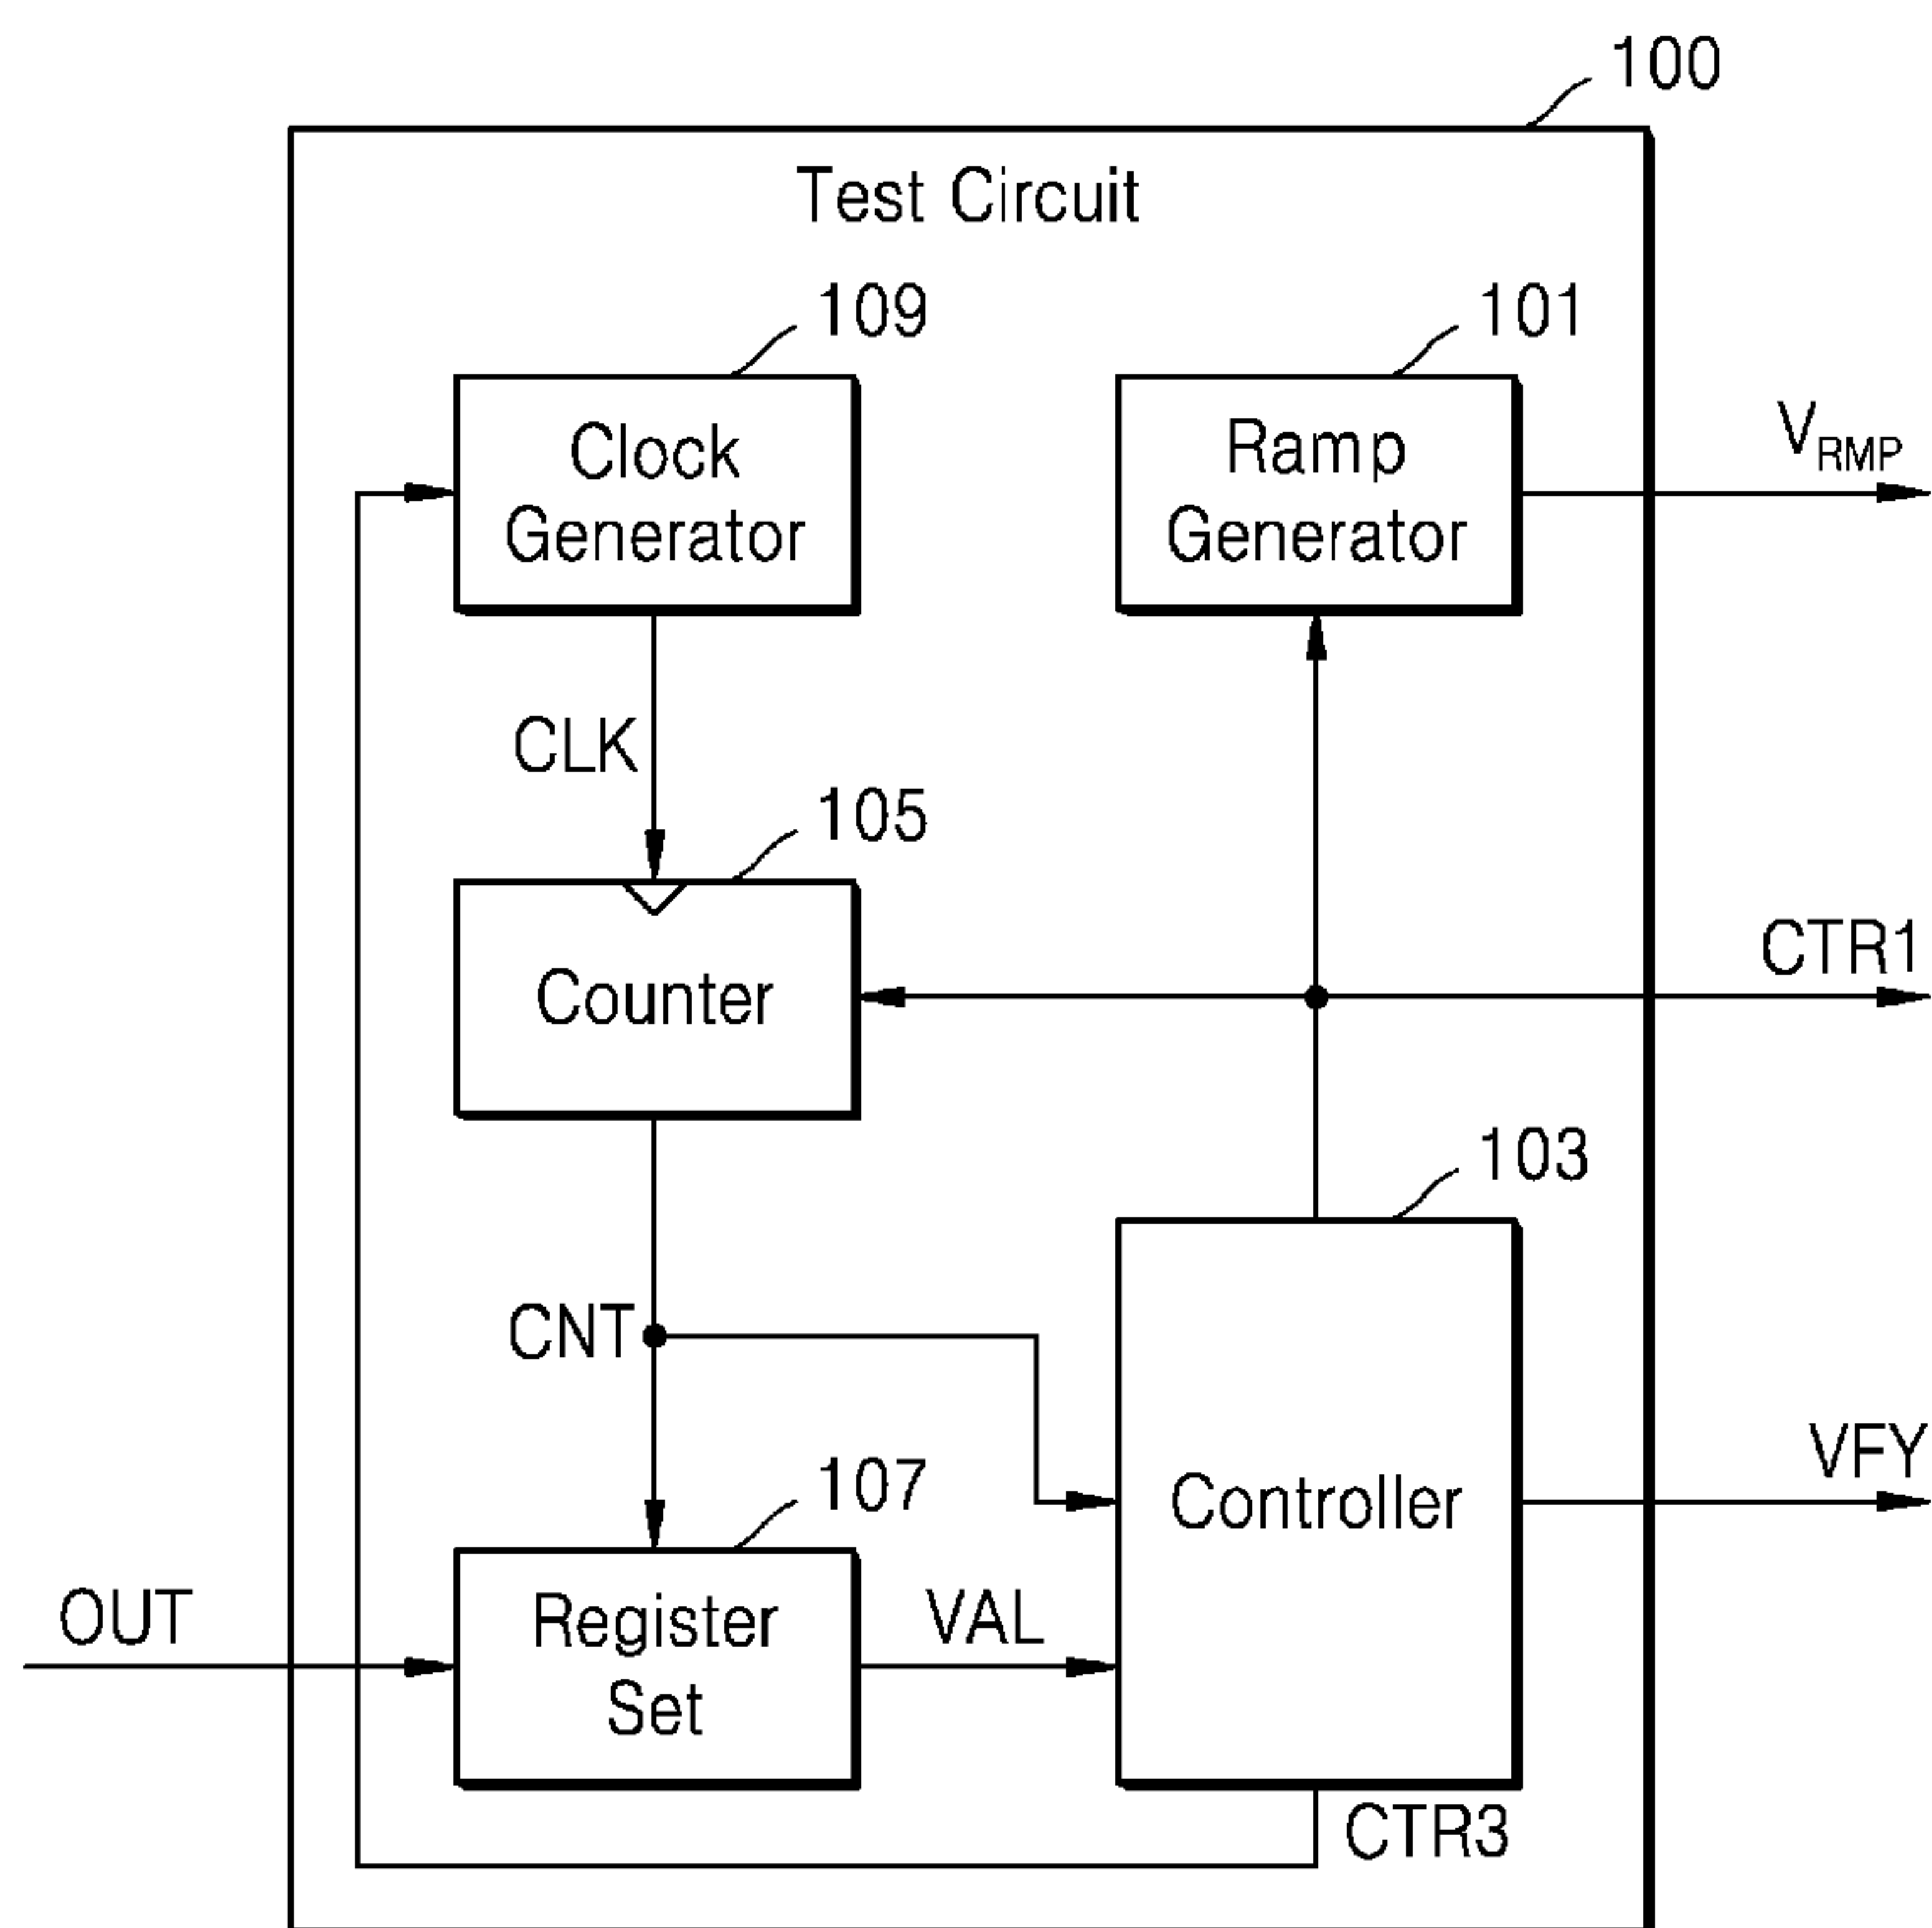 100
Test Circuit
109
101
Clock
Generator
Ramp
Generator
VRMP
CLK
105
Counter
CTR1
103
CNT
107
Controller
VFY
OUT
Register
Set
VAL
CTR3